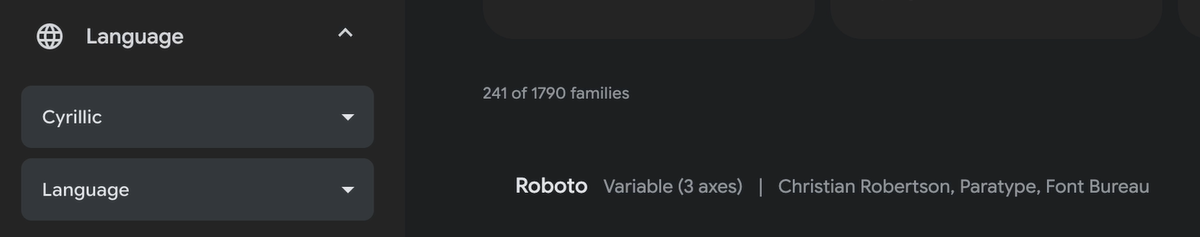 Language
Cyrillic
Language
241 of 1790 families
Roboto Variable (3 axes) | Christian Robertson, Paratype, Font Bureau